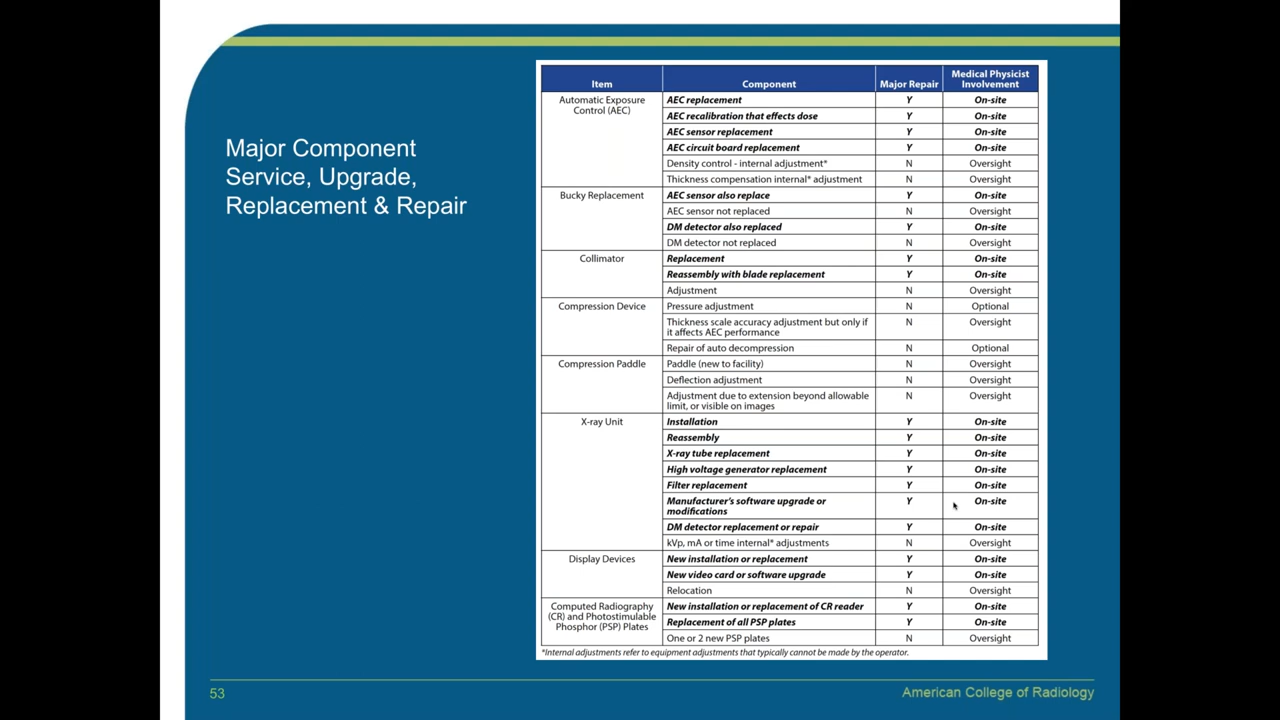 Major Component
Service, Upgrade,
Replacement & Repair
Item Component Major Repair Medical Physicist Involvement
Automatic Exposure Control (AEC) AEC replacement Y On-site
AEC recalibration that effects dose Y On-site
AEC sensor replacement Y On-site
AEC circuit board replacement Y On-site
Density control - internal adjustment* N Oversight
Thickness compensation internal* adjustment N Oversight
Bucky Replacement AEC sensor also replace Y On-site
AEC sensor not replaced N Oversight
DM detector also replaced Y On-site
DM detector not replaced N Oversight
Collimator Replacement Y On-site
Reassembly with blade replacement Y On-site
Adjustment N Oversight
Compression Device Pressure adjustment N Optional
Thickness scale accuracy adjustment but only if it affects AEC performance N Oversight
Repair of auto decompression N Optional
Compression Paddle Paddle (new to facility) N Oversight
Deflection adjustment N Oversight
Adjustment due to extension beyond allowable limit, or visible on images N Oversight
X-ray Unit Installation Y On-site
Reassembly Y On-site
X-ray tube replacement Y On-site
High voltage generator replacement Y On-site
Filter replacement Y On-site
Manufacturer's software upgrade or modifications Y On-site
DM detector replacement or repair Y On-site
kVp, mA or time internal* adjustments N Oversight
Display Devices New installation or replacement Y On-site
New video card or software upgrade Y On-site
Relocation N Oversight
Computed Radiography (CR) and Photostimulable Phosphor (PSP) Plates New installation or replacement of CR reader Y On-site
Replacement of all PSP plates Y On-site
One or 2 new PSP plates N Oversight
*Internal adjustments refer to equipment adjustments that typically cannot be made by the operator.
53
American College of Radiology